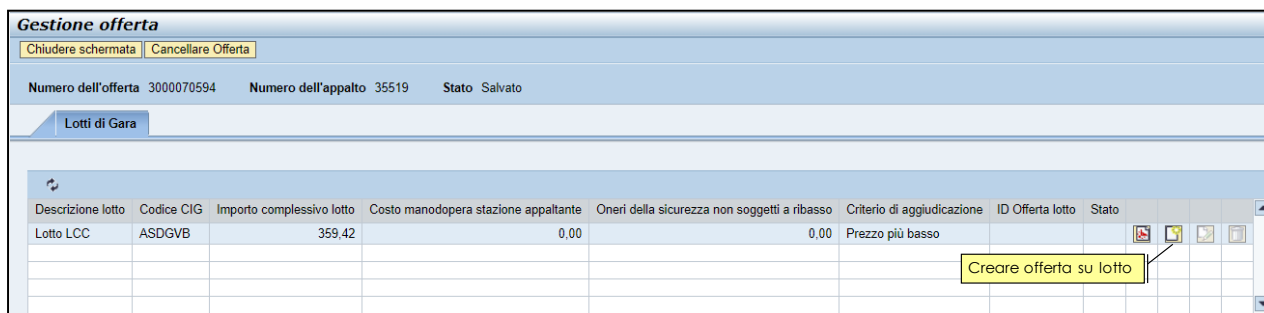 Gestione offerta
Chiudere schermata Cancellare Offerta
Numero dell'offerta 3000070594 Numero dell'appalto 35519 Stato Salvato
Lotti di Gara
Descrizione lotto Codice CIG Importo complessivo lotto Costo manodopera stazione appaltante Oneri della sicurezza non soggetti a ribasso Criterio di aggiudicazione ID Offerta lotto Stato
Lotto LCC ASDGVB 359,42 0,00 0,00 Prezzo più basso
Creare offerta su lotto